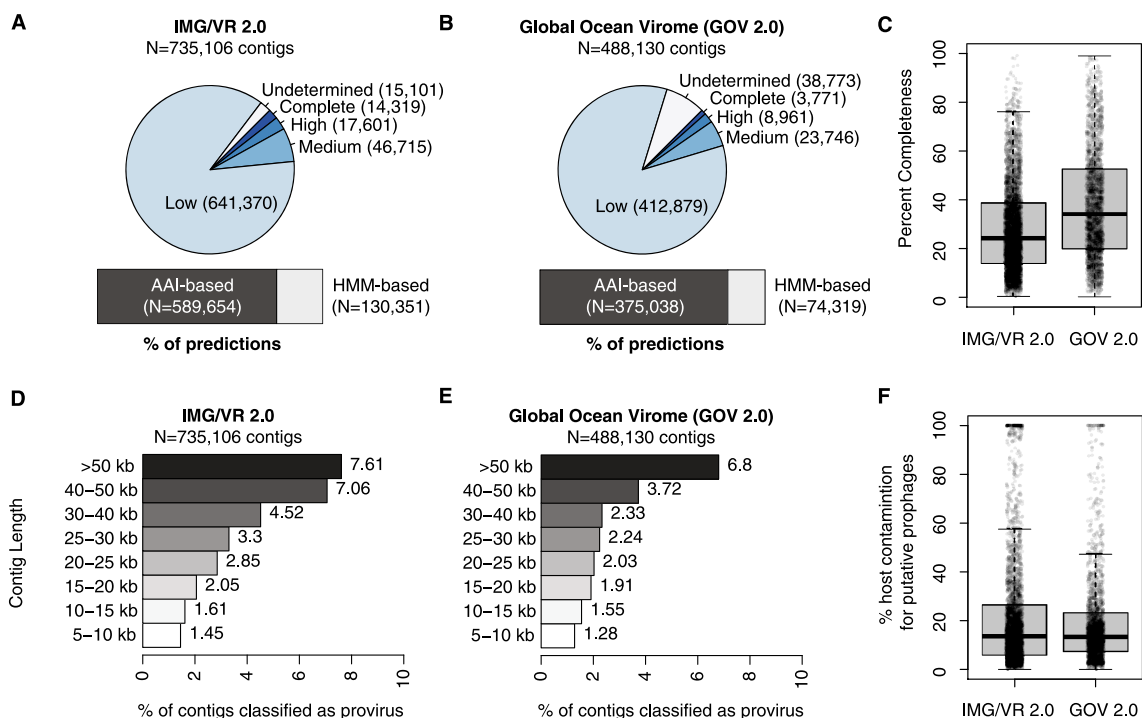 A
IMG/VR 2.0
N=735,106 contigs
Undetermined (15,101)
Complete (14,319)
High (17,601)
Medium (46,715)
Low (641,370)
AAI-based
(N=589,654)
HMM-based
(N=130,351)
% of predictions
B
Global Ocean Virome (GOV 2.0)
N=488,130 contigs
Undetermined (38,773)
Complete (3,771)
High (8,961)
Medium (23,746)
Low (412,879)
AAI-based
(N=375,038)
HMM-based
(N=74,319)
% of predictions
C
Percent Completeness
100
80
60
40
20
0
IMG/VR 2.0 GOV 2.0
D
IMG/VR 2.0
N=735,106 contigs
Contig Length
>50 kb 7.61
40–50 kb 7.06
30–40 kb 4.52
25–30 kb 3.3
20–25 kb 2.85
15–20 kb 2.05
10–15 kb 1.61
5–10 kb 1.45
0 2 4 6 8 10
% of contigs classified as provirus
E
Global Ocean Virome (GOV 2.0)
N=488,130 contigs
>50 kb 6.8
40–50 kb 3.72
30–40 kb 2.33
25–30 kb 2.24
20–25 kb 2.03
15–20 kb 1.91
10–15 kb 1.55
5–10 kb 1.28
0 2 4 6 8 10
% of contigs classified as provirus
F
% host contamintion
for putative prophages
100
80
60
40
20
0
IMG/VR 2.0 GOV 2.0